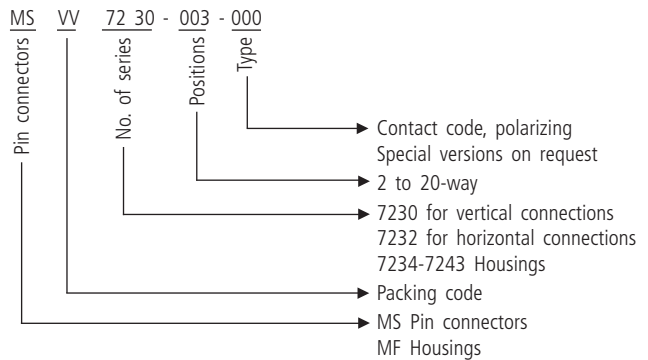 MS VV 72 30 - 003 - 000
Pin connectors
No. of series
Positions
Type
Contact code, polarizing
Special versions on request
2 to 20-way
7230 for vertical connections
7232 for horizontal connections
7234-7243 Housings
Packing code
MS Pin connectors
MF Housings